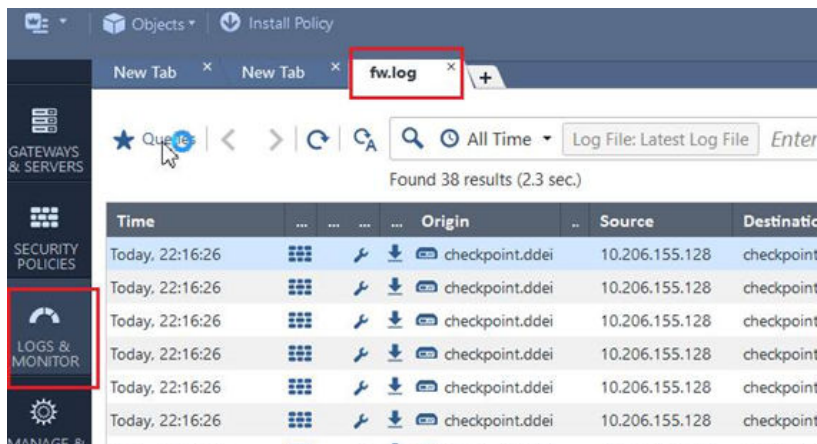 Objects Install Policy
New Tab × New Tab × fw.log × +
GATEWAYS
& SERVERS
SECURITY
POLICIES
LOGS &
MONITOR
MANAGE &
Queries All Time Log File: Latest Log File Enter
Found 38 results (2.3 sec.)
Time ... ... ... ... Origin .. Source Destinatio
Today, 22:16:26 checkpoint.ddei 10.206.155.128 checkpoint
Today, 22:16:26 checkpoint.ddei 10.206.155.128 checkpoint
Today, 22:16:26 checkpoint.ddei 10.206.155.128 checkpoint
Today, 22:16:26 checkpoint.ddei 10.206.155.128 checkpoint
Today, 22:16:26 checkpoint.ddei 10.206.155.128 checkpoint
Today, 22:16:26 checkpoint.ddei 10.206.155.128 checkpoint